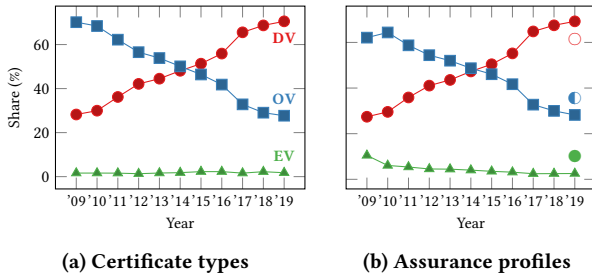 60
40
20
0
Share (%)
DV
OV
EV
'09 '10 '11 '12 '13 '14 '15 '16 '17 '18 '19
Year
(a) Certificate types
'09 '10 '11 '12 '13 '14 '15 '16 '17 '18 '19
Year
(b) Assurance profiles